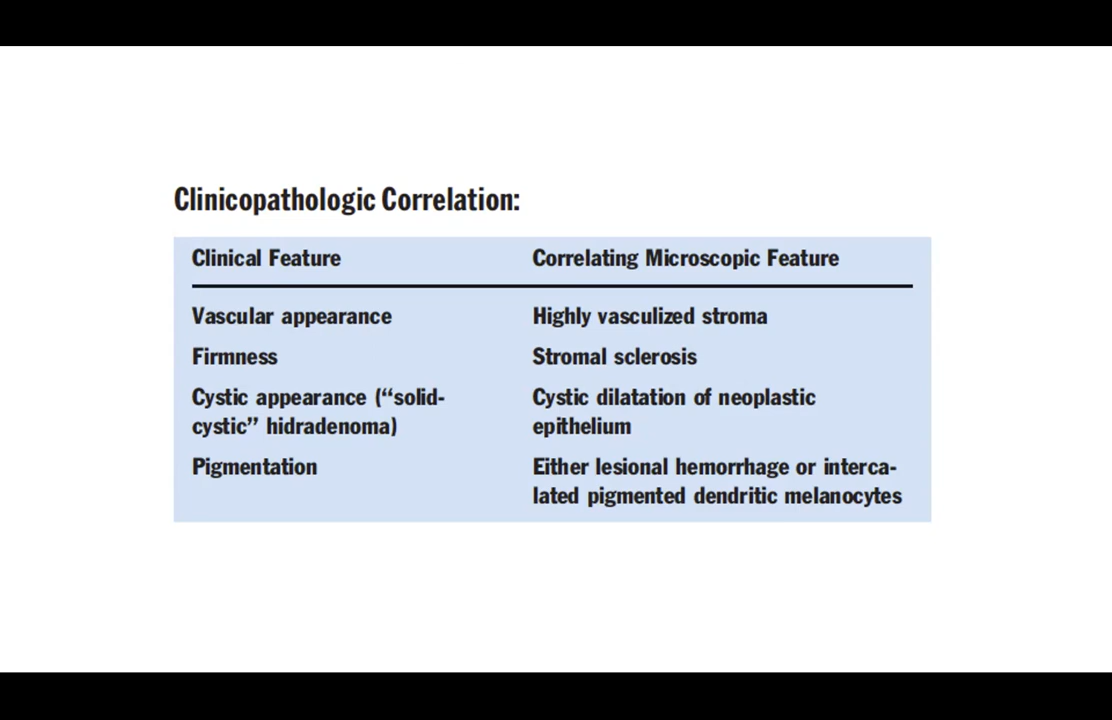 Clinicopathologic Correlation:
Clinical Feature Correlating Microscopic Feature
Vascular appearance Highly vasculized stroma
Firmness Stromal sclerosis
Cystic appearance (“solid- Cystic dilatation of neoplastic
cystic” hidradenoma) epithelium
Pigmentation Either lesional hemorrhage or interca-
lated pigmented dendritic melanocytes